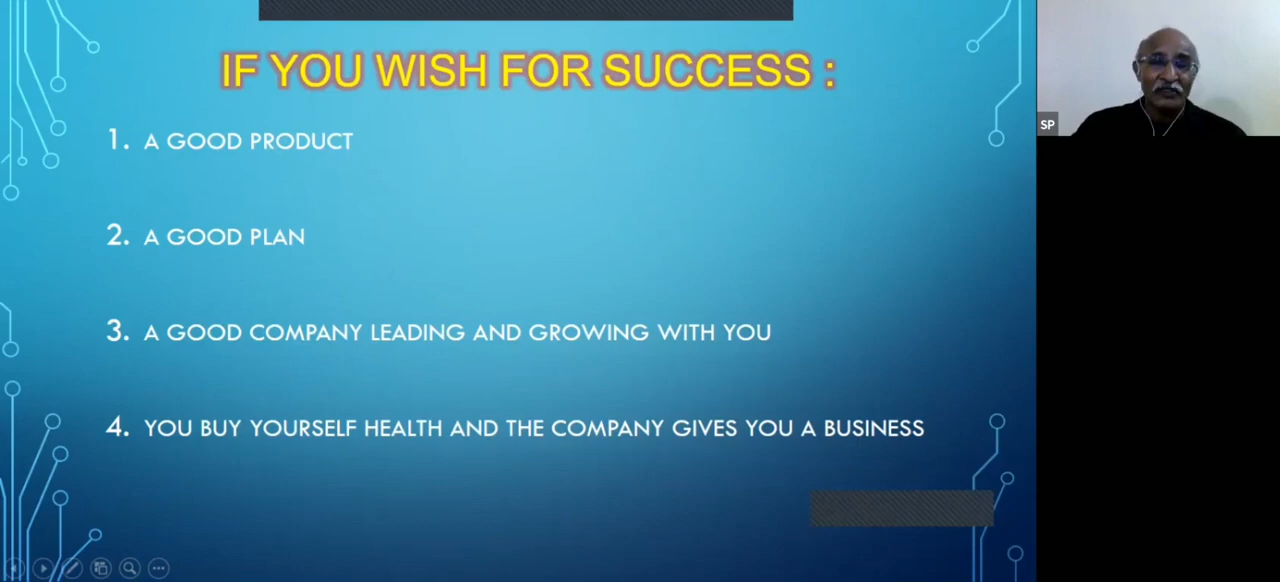 IF YOU WISH FOR SUCCESS :
1. A GOOD PRODUCT
2. A GOOD PLAN
3. A GOOD COMPANY LEADING AND GROWING WITH YOU
4. YOU BUY YOURSELF HEALTH AND THE COMPANY GIVES YOU A BUSINESS
SP